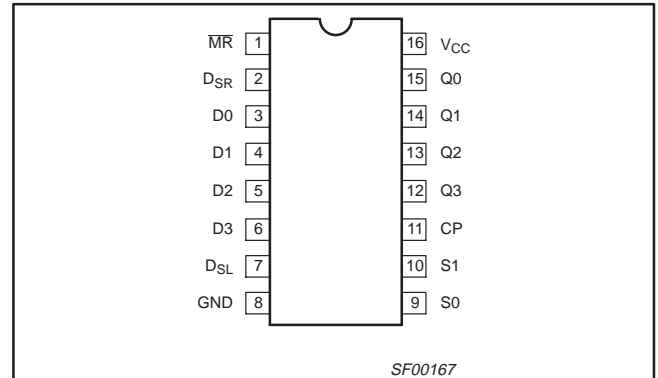 MR 1 16 VCC
DSR 2 15 Q0
D0 3 14 Q1
D1 4 13 Q2
D2 5 12 Q3
D3 6 11 CP
DSL 7 10 S1
GND 8 9 S0
SF00167